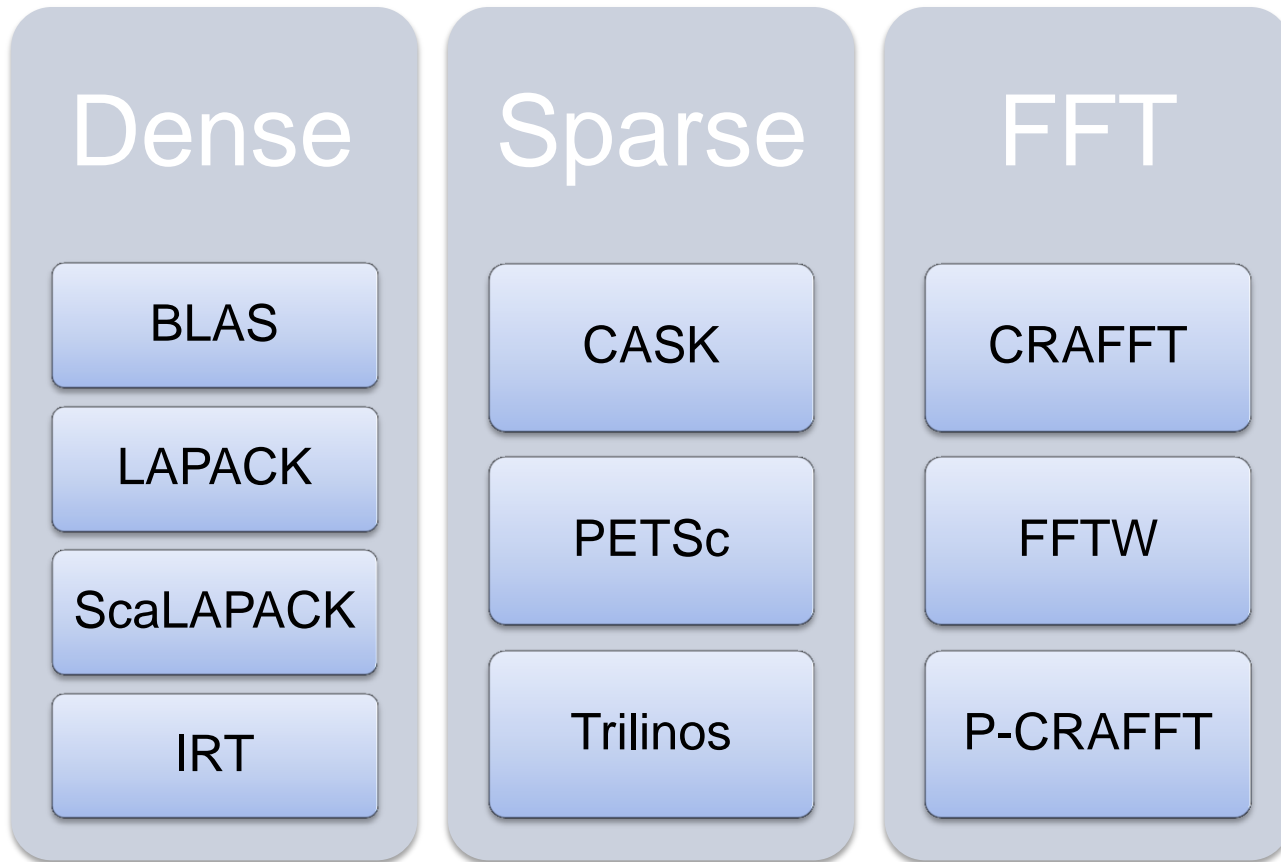 Dense
BLAS
LAPACK
ScaLAPACK
IRT
Sparse
CASK
PETSc
Trilinos
FFT
CRAFFT
FFTW
P-CRAFFT